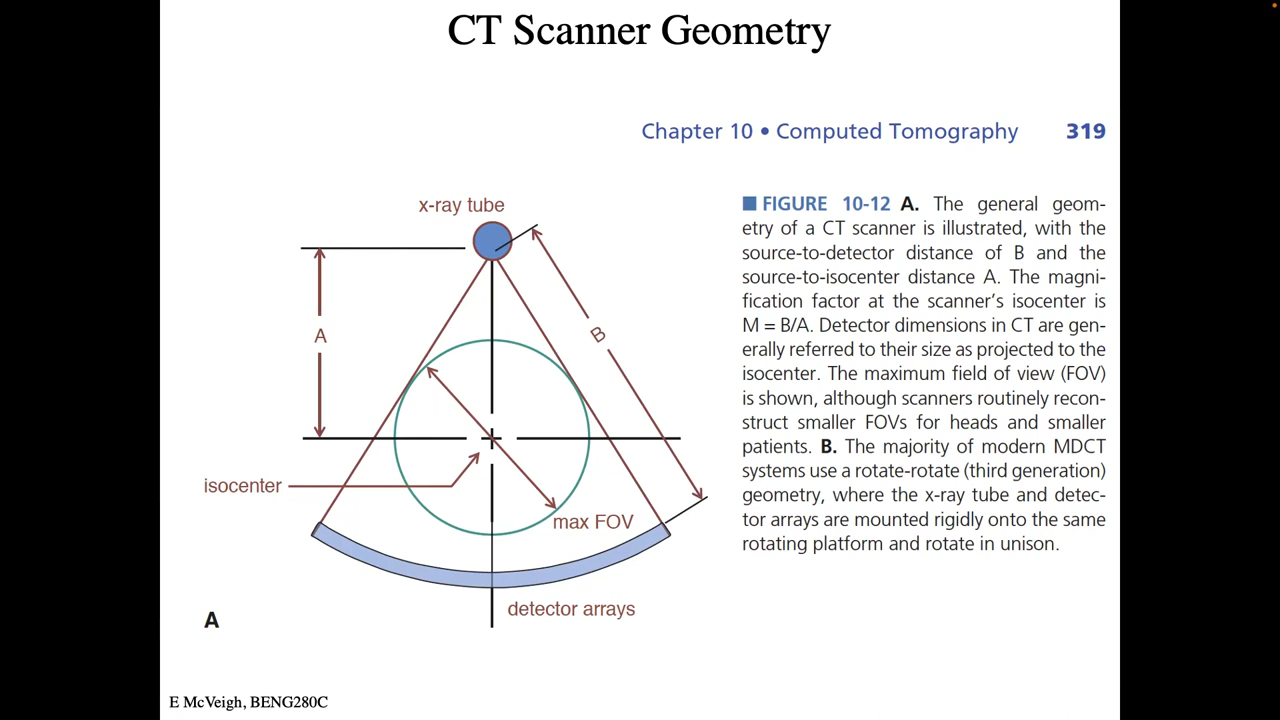 CT Scanner Geometry
Chapter 10 • Computed Tomography 319
x-ray tube
A
B
isocenter
max FOV
detector arrays
A
■ FIGURE 10-12 A. The general geom-
etry of a CT scanner is illustrated, with the
source-to-detector distance of B and the
source-to-isocenter distance A. The magni-
fication factor at the scanner's isocenter is
M = B/A. Detector dimensions in CT are gen-
erally referred to their size as projected to the
isocenter. The maximum field of view (FOV)
is shown, although scanners routinely recon-
struct smaller FOVs for heads and smaller
patients. B. The majority of modern MDCT
systems use a rotate-rotate (third generation)
geometry, where the x-ray tube and detec-
tor arrays are mounted rigidly onto the same
rotating platform and rotate in unison.
E McVeigh, BENG280C